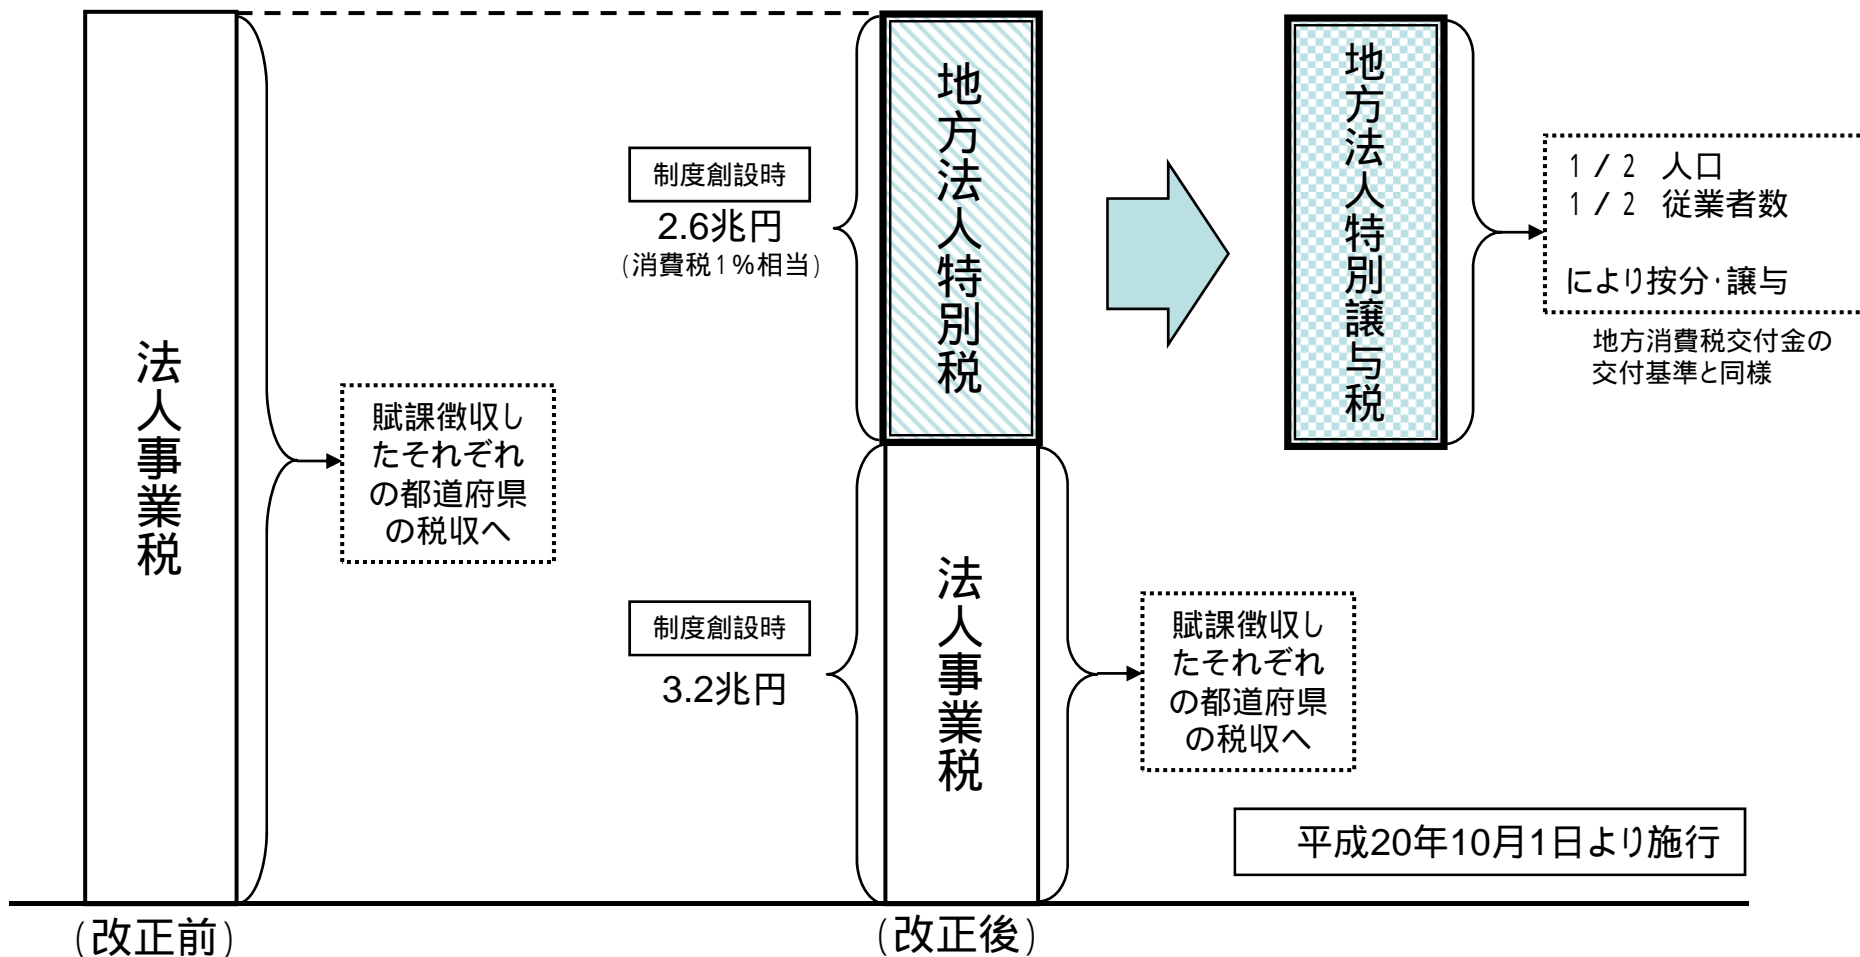 法人事業税
賦課徴収し
たそれぞれ
の都道府県
の税収へ
(改正前)
制度創設時
2.6兆円
(消費税1%相当)
地方法人特別税
制度創設時
3.2兆円
法人事業税
賦課徴収し
たそれぞれ
の都道府県
の税収へ
(改正後)
地方法人特別譲与税
1/2 人口
1/2 従業者数
により按分・譲与
地方消費税交付金の
交付基準と同様
平成20年10月1日より施行